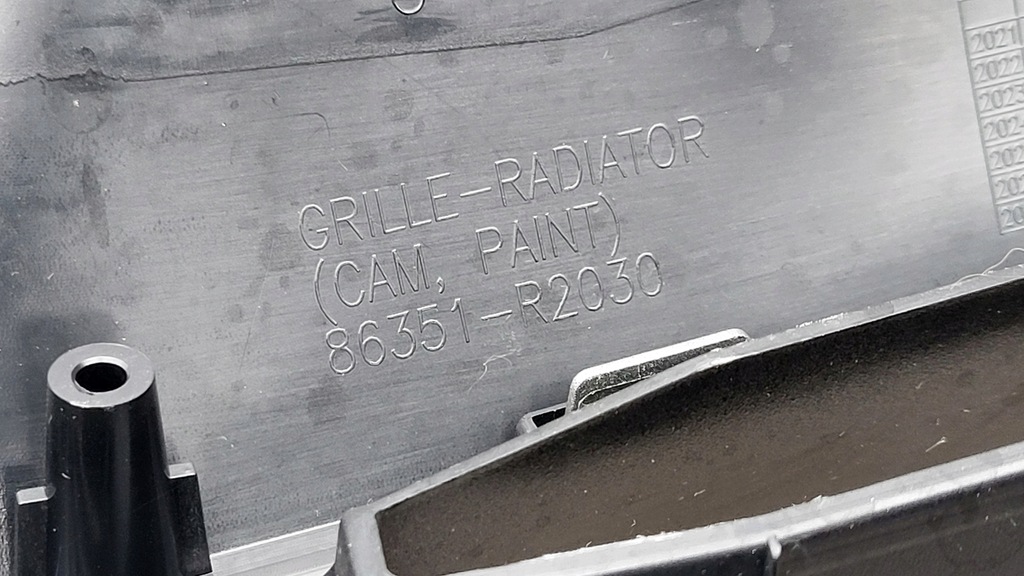 GRILLE-RADIATOR
(CAM, PAINT)
86351-R2030
2021
2022
2023